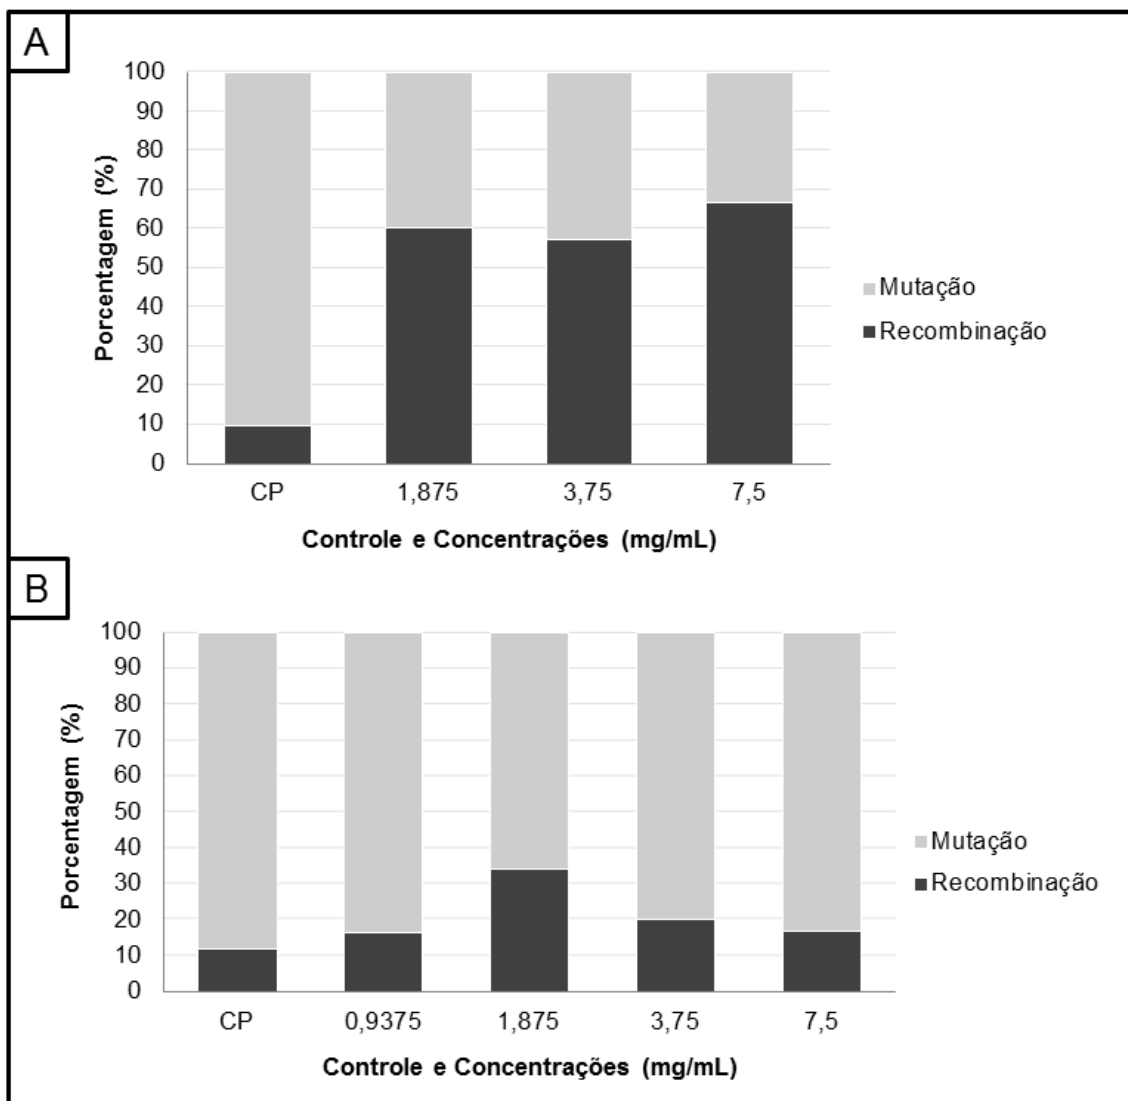 A
Porcentagem (%)
100
90
80
70
60
50
40
30
20
10
0
CP 1,875 3,75 7,5
Controle e Concentrações (mg/mL)
Mutação
Recombinação
B
Porcentagem (%)
100
90
80
70
60
50
40
30
20
10
0
CP 0,9375 1,875 3,75 7,5
Controle e Concentrações (mg/mL)
Mutação
Recombinação